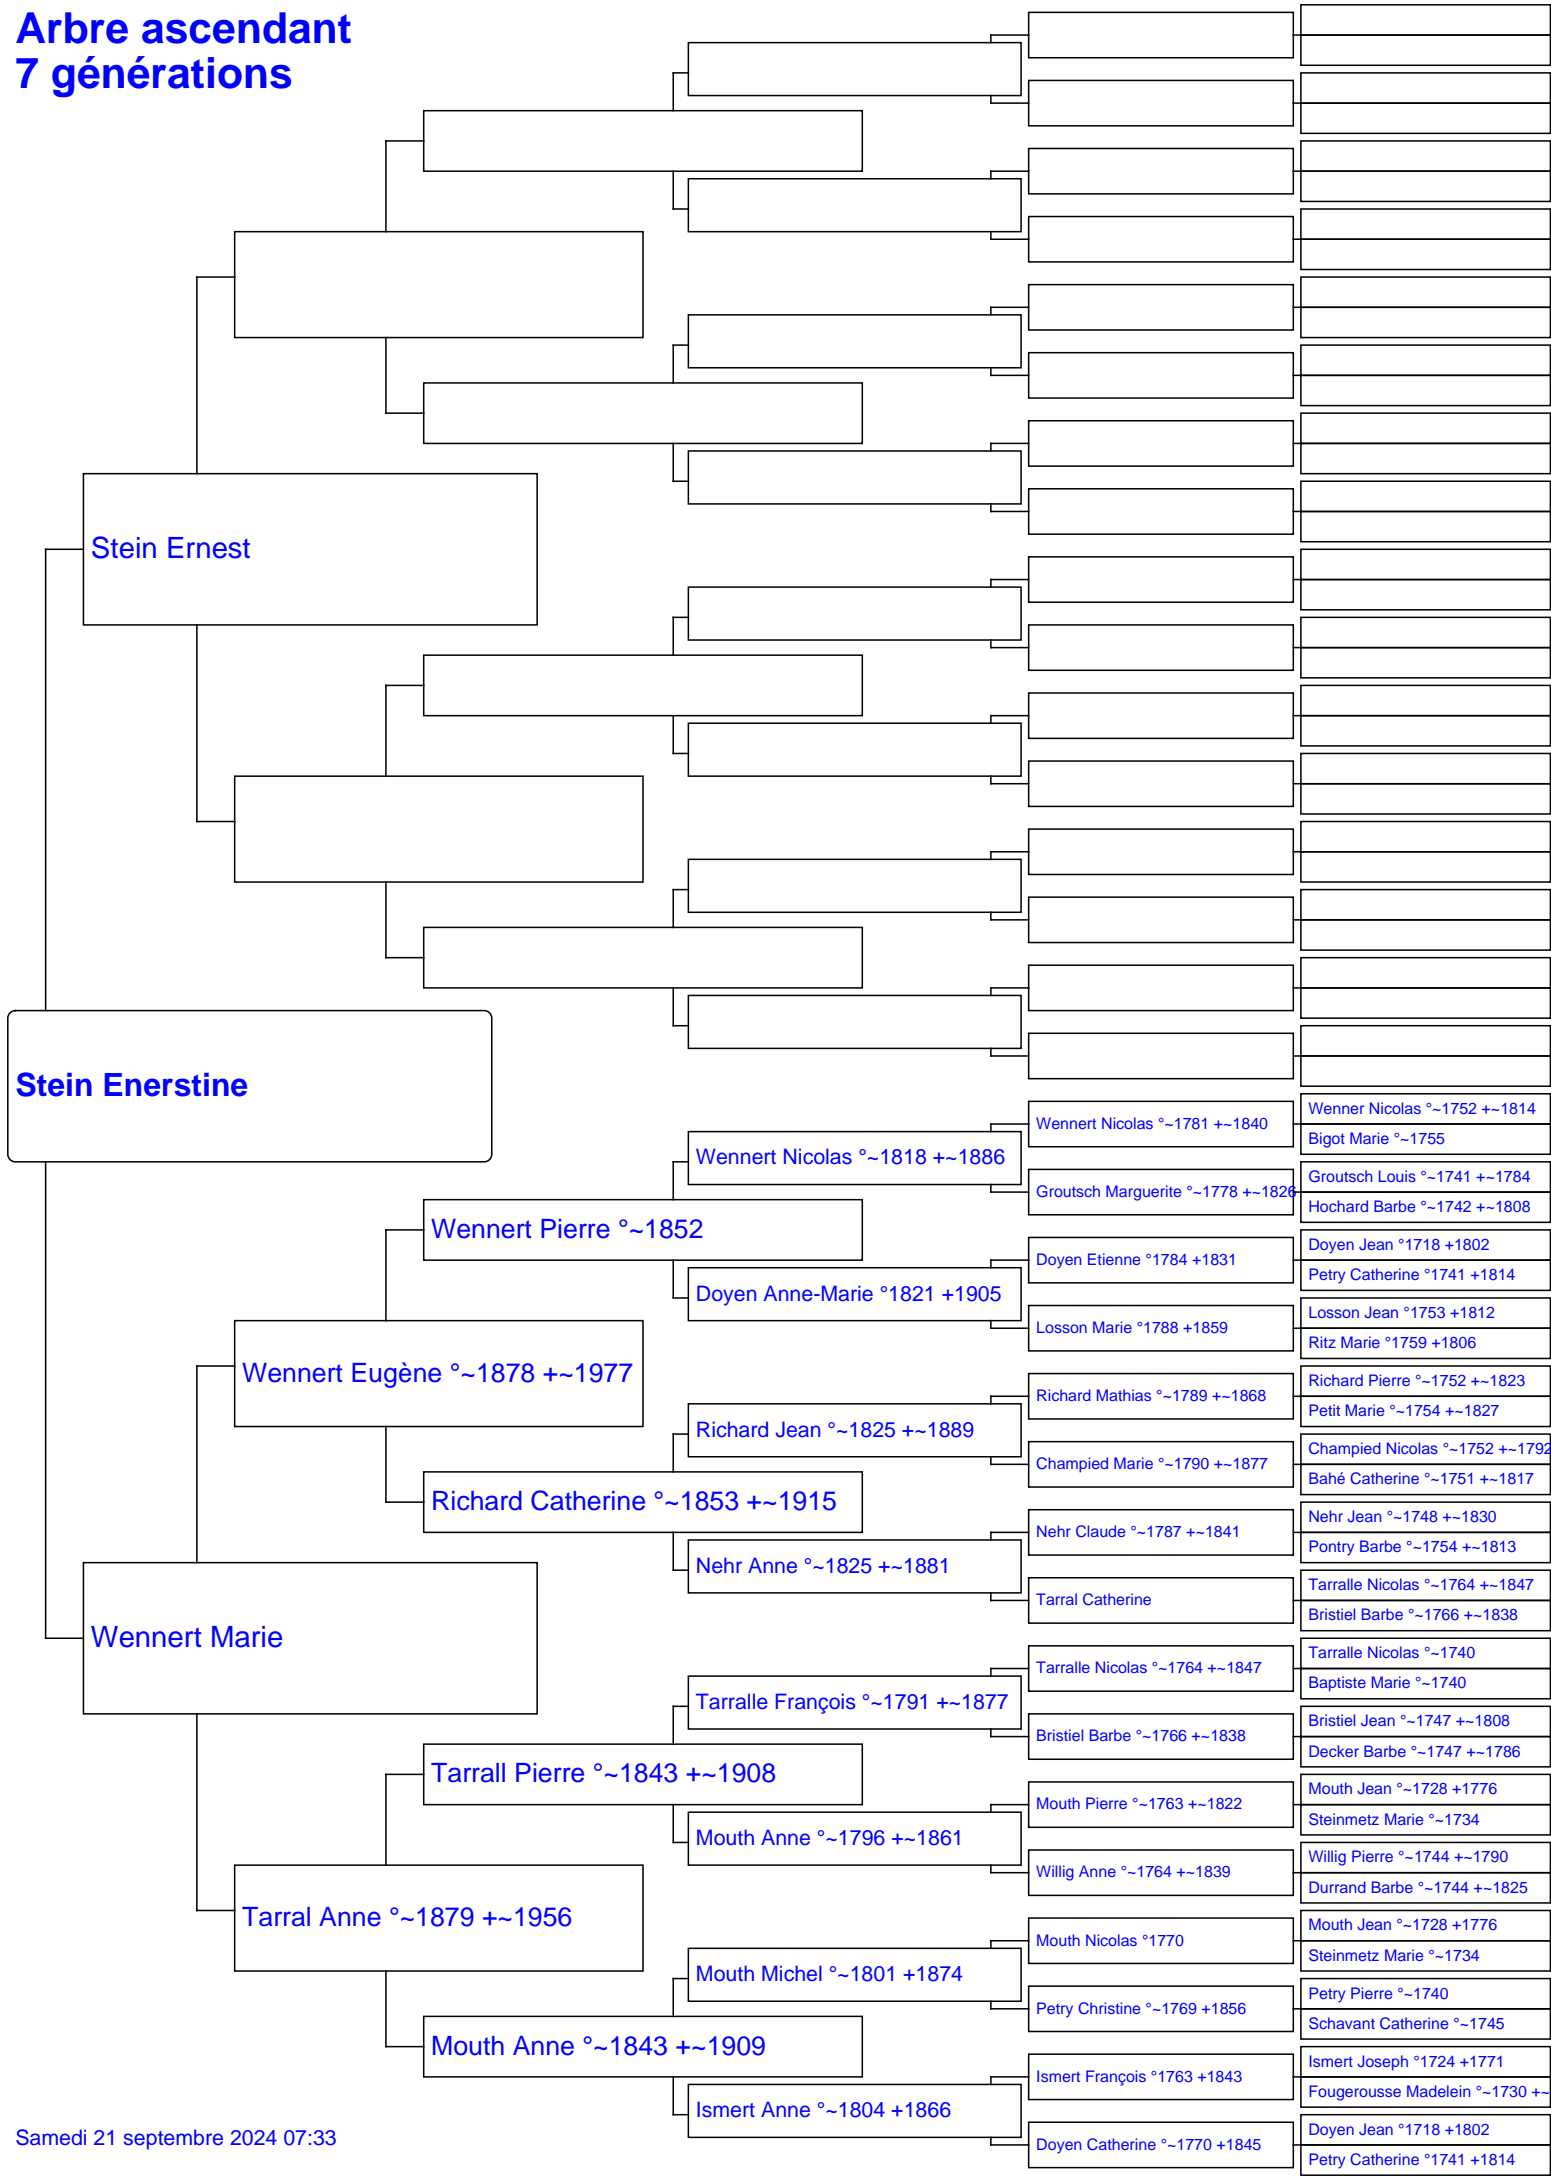 Arbre ascendant
7 générations
Stein Ernest
Stein Enerstine
Wennert Marie
Wennert Eugène °~1878 +~1977
Tarral Anne °~1879 +~1956
Wennert Pierre °~1852
Richard Catherine °~1853 +~1915
Tarrall Pierre °~1843 +~1908
Mouth Anne °~1843 +~1909
Wennert Nicolas °~1818 +~1886
Doyen Anne-Marie °1821 +1905
Richard Jean °~1825 +~1889
Nehr Anne °~1825 +~1881
Tarralle François °~1791 +~1877
Mouth Anne °~1796 +~1861
Mouth Michel °~1801 +1874
Ismert Anne °~1804 +1866
Wennert Nicolas °~1781 +~1840
Groutsch Marguerite °~1778 +~1826
Doyen Etienne °1784 +1831
Losson Marie °1788 +1859
Richard Mathias °~1789 +~1868
Champied Marie °~1790 +~1877
Nehr Claude °~1787 +~1841
Tarral Catherine
Tarralle Nicolas °~1764 +~1847
Bristiel Barbe °~1766 +~1838
Mouth Pierre °~1763 +~1822
Willig Anne °~1764 +~1839
Mouth Nicolas °1770
Petry Christine °~1769 +1856
Ismert François °1763 +1843
Doyen Catherine °~1770 +1845
Wenner Nicolas °~1752 +~1814
Bigot Marie °~1755
Groutsch Louis °~1741 +~1784
Hochard Barbe °~1742 +~1808
Doyen Jean °1718 +1802
Petry Catherine °1741 +1814
Losson Jean °1753 +1812
Ritz Marie °1759 +1806
Richard Pierre °~1752 +~1823
Petit Marie °~1754 +~1827
Champied Nicolas °~1752 +~1792
Bahé Catherine °~1751 +~1817
Nehr Jean °~1748 +~1830
Pontry Barbe °~1754 +~1813
Tarralle Nicolas °~1764 +~1847
Bristiel Barbe °~1766 +~1838
Tarralle Nicolas °~1740
Baptiste Marie °~1740
Bristiel Jean °~1747 +~1808
Decker Barbe °~1747 +~1786
Mouth Jean °~1728 +1776
Steinmetz Marie °~1734
Willig Pierre °~1744 +~1790
Durrand Barbe °~1744 +~1825
Mouth Jean °~1728 +1776
Steinmetz Marie °~1734
Petry Pierre °~1740
Schavant Catherine °~1745
Ismert Joseph °1724 +1771
Fougerousse Madelein °~1730 +~
Doyen Jean °1718 +1802
Petry Catherine °1741 +1814
Samedi 21 septembre 2024 07:33